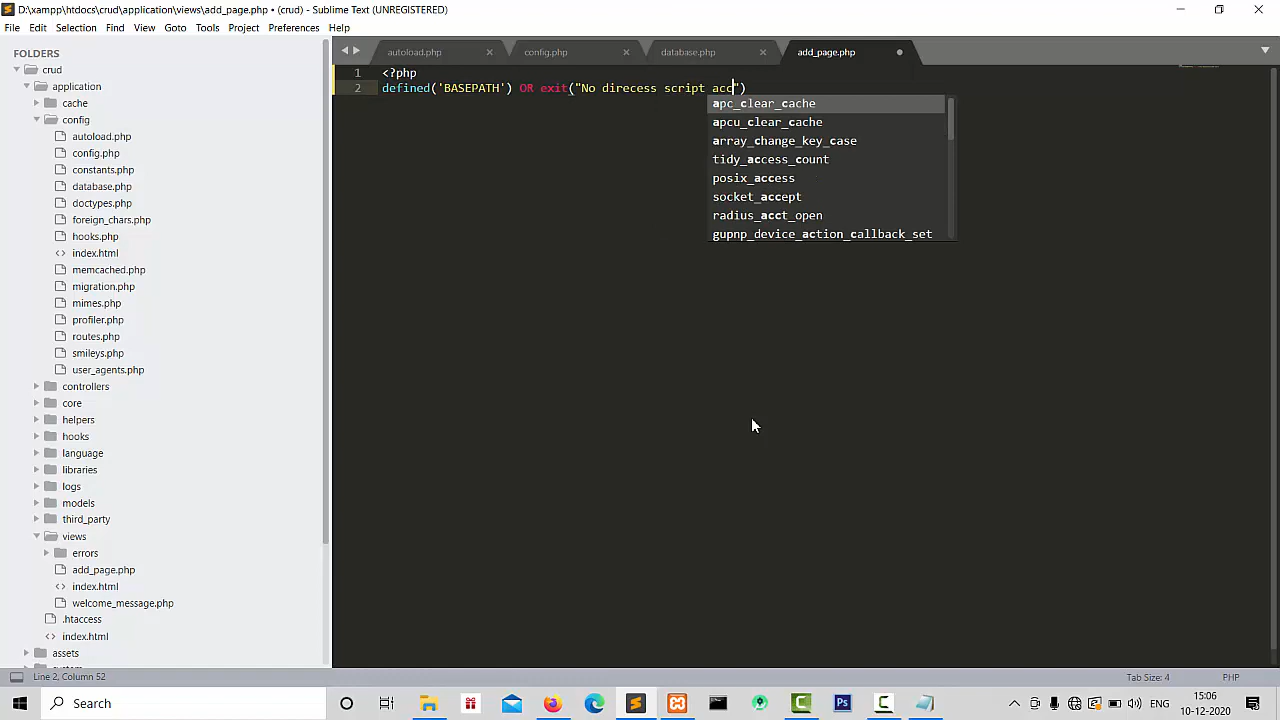 D:\xampp\htdocs\crud\application\views\add_page.php • (crud) - Sublime Text (UNREGISTERED)
File Edit Selection Find View Goto Tools Project Preferences Help
FOLDERS
crud
application
cache
config
autoload.php
config.php
constants.php
database.php
doctypes.php
foreign_chars.php
hooks.php
index.html
memcached.php
migration.php
mimes.php
profiler.php
routes.php
smileys.php
user_agents.php
controllers
core
helpers
hooks
language
libraries
logs
models
third_party
views
errors
add_page.php
index.html
welcome_message.php
.htaccess
index.html
assets
autoload.php config.php database.php add_page.php
1 <?php
2 defined('BASEPATH') OR exit("No direcess script acc")
apc_clear_cache
apcu_clear_cache
array_change_key_case
tidy_access_count
posix_access
socket_accept
radius_acct_open
gupnp_device_action_callback_set
Line 2, Column 52 Tab Size: 4 PHP
Search ENG 15:06
10-12-2020